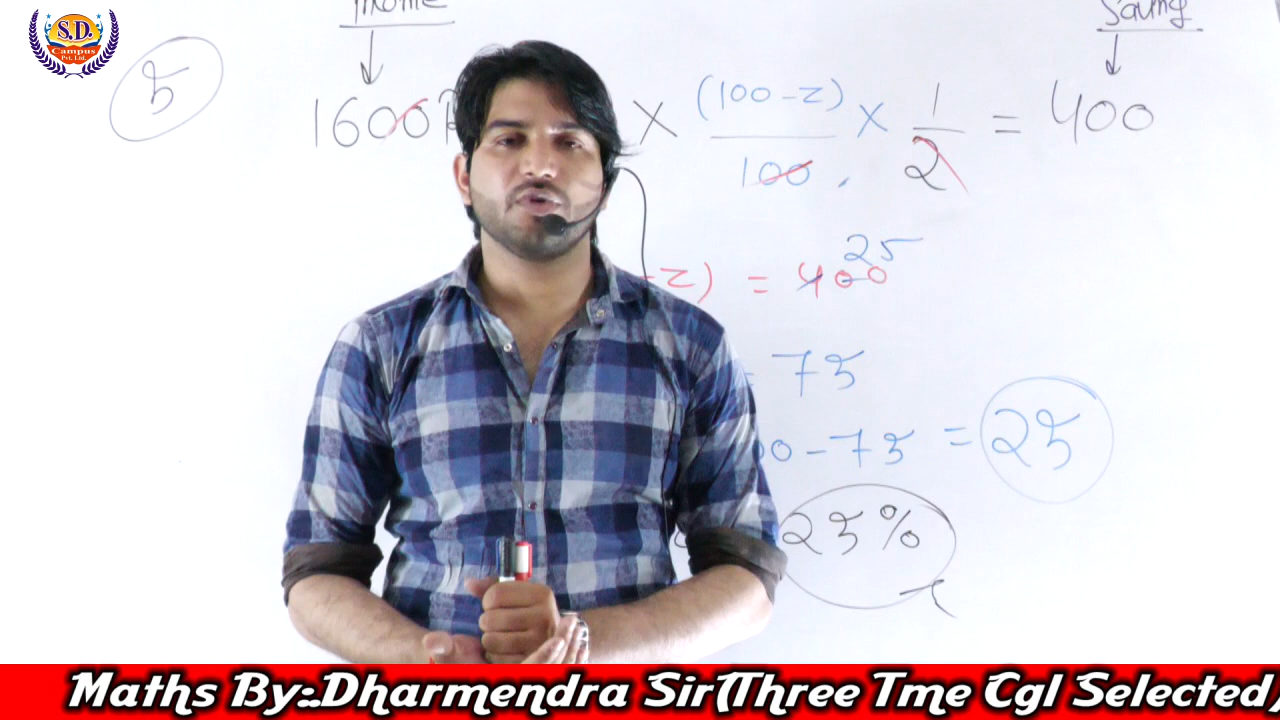 S.D.
Campus
Pvt. Ltd.
Income
Saving
5
1600 × (100-z)/100 × 1/2 = 400
-z) = 400
25
75
00-75 = 25
25%
Maths By:-Dharmendra Sir(Three Tme Cgl Selected)